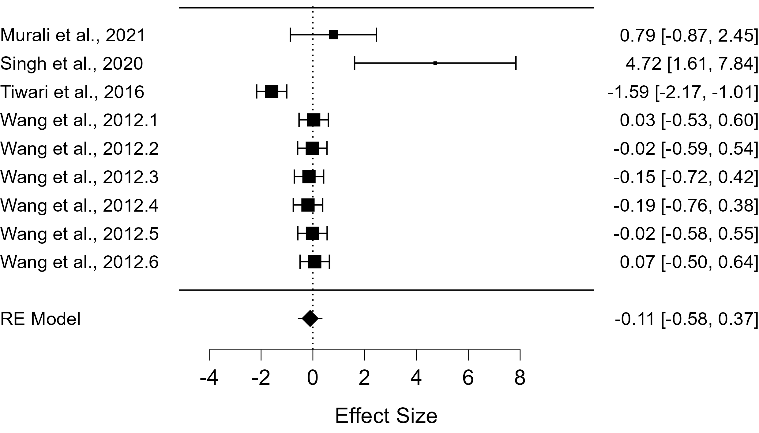 Murali et al., 2021 0.79 [-0.87, 2.45]
Singh et al., 2020 4.72 [1.61, 7.84]
Tiwari et al., 2016 -1.59 [-2.17, -1.01]
Wang et al., 2012.1 0.03 [-0.53, 0.60]
Wang et al., 2012.2 -0.02 [-0.59, 0.54]
Wang et al., 2012.3 -0.15 [-0.72, 0.42]
Wang et al., 2012.4 -0.19 [-0.76, 0.38]
Wang et al., 2012.5 -0.02 [-0.58, 0.55]
Wang et al., 2012.6 0.07 [-0.50, 0.64]
RE Model -0.11 [-0.58, 0.37]
-4 -2 0 2 4 6 8
Effect Size